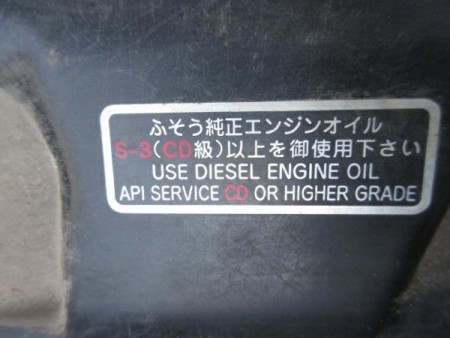 ふそう純正エンジンオイル
S-3(CD級)以上を御使用下さい
USE DIESEL ENGINE OIL
API SERVICE CD OR HIGHER GRADE